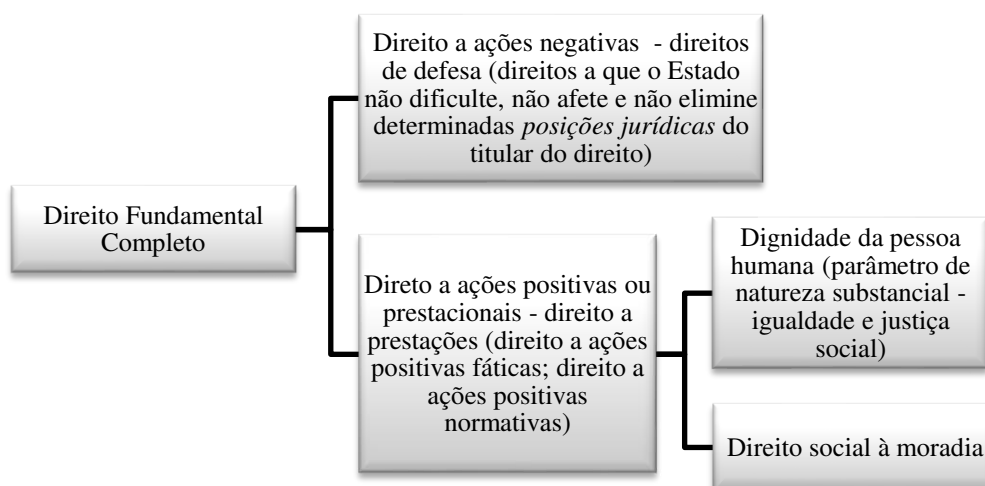 Direito a ações negativas - direitos
de defesa (direitos a que o Estado
não dificulte, não afete e não elimine
determinadas posições jurídicas do
titular do direito)
Direito Fundamental
Completo
Direto a ações positivas ou
prestacionais - direito a
prestações (direito a ações
positivas fáticas; direito a
ações positivas
normativas)
Dignidade da pessoa
humana (parâmetro de
natureza substancial -
igualdade e justiça
social)
Direito social à moradia